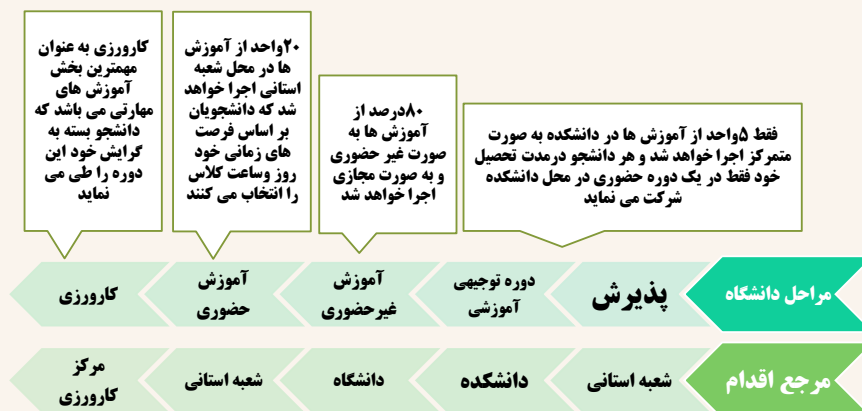 فقط ۵واحد از آموزش ها در دانشکده به صورت
متمرکز اجرا خواهد شد و هر دانشجو درمدت تحصیل
خود فقط در یک دوره حضوری در محل دانشکده
شرکت می نماید
۸۰درصد از
آموزش ها به
صورت غیر حضوری
و به صورت مجازی
اجرا خواهد شد
۲۰واحد از آموزش
ها در محل شعبه
استانی اجرا خواهد
شد که دانشجویان
بر اساس فرصت
های زمانی خود
روز وساعت کلاس
را انتخاب می کنند
کارورزی به عنوان
مهمترین بخش
آموزش های
مهارتی می باشد که
دانشجو بسته به
گرایش خود این
دوره را طی می
نماید
مراحل دانشگاه
پذیرش
دوره توجیهی
آموزشی
آموزش
غیرحضوری
آموزش
حضوری
کارورزی
مرجع اقدام
شعبه استانی
دانشکده
دانشگاه
شعبه استانی
مرکز
کارورزی